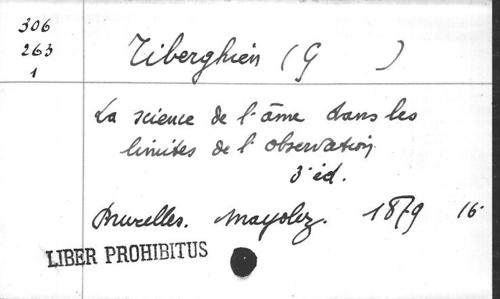 306
263
1
Tiberghien (G )
La science de l'âme dans les
limites de l'observation.
3e éd.
Bruxelles. Mayolez. 1879 16°
LIBER PROHIBITUS